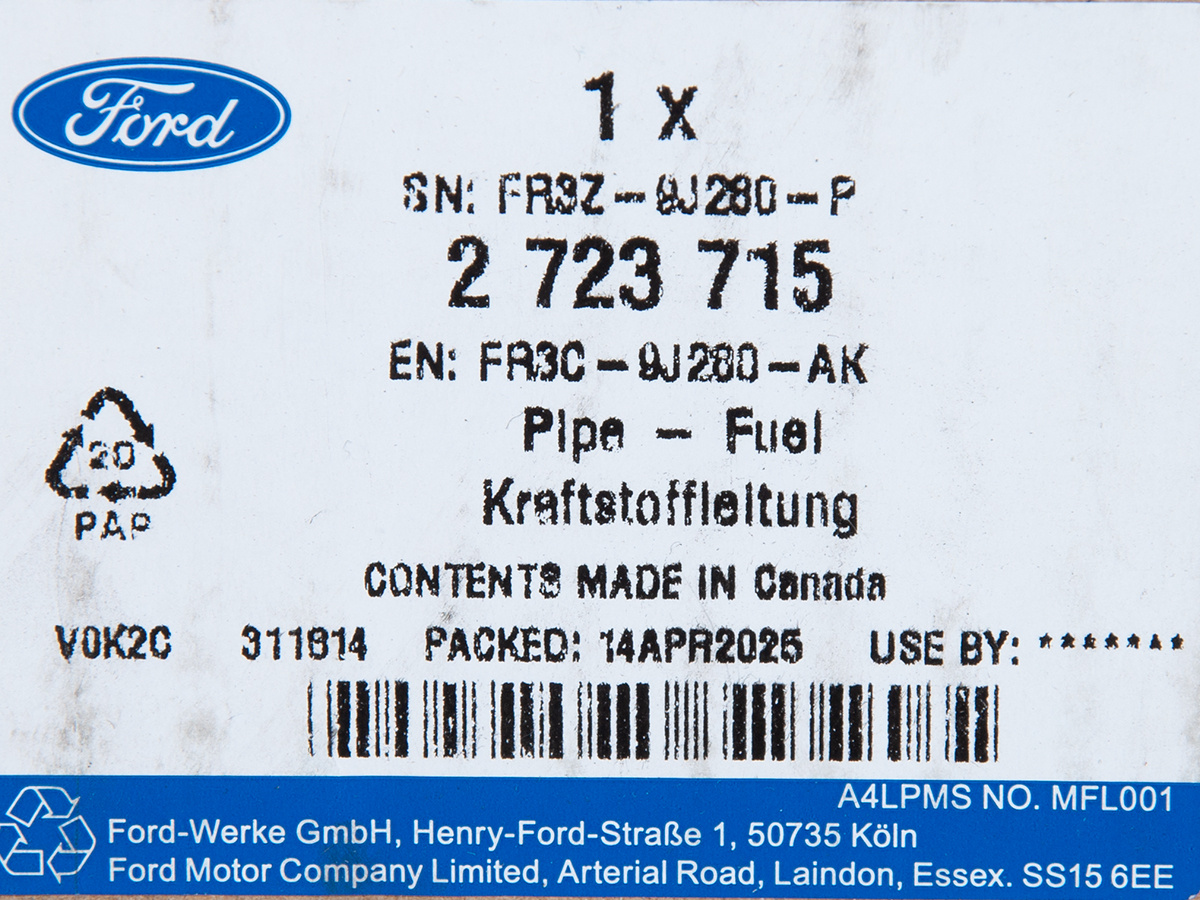 Ford
1 x
SN: FR3Z-9J280-P
2 723 715
EN: FR3C-9J280-AK
Pipe - Fuel
Kraftstoffleitung
20
PAP
CONTENTS MADE IN Canada
V0K2C 311814 PACKED: 14APR2025 USE BY: *******
A4LPMS NO. MFL001
Ford-Werke GmbH, Henry-Ford-Straße 1, 50735 Köln
Ford Motor Company Limited, Arterial Road, Laindon, Essex. SS15 6EE